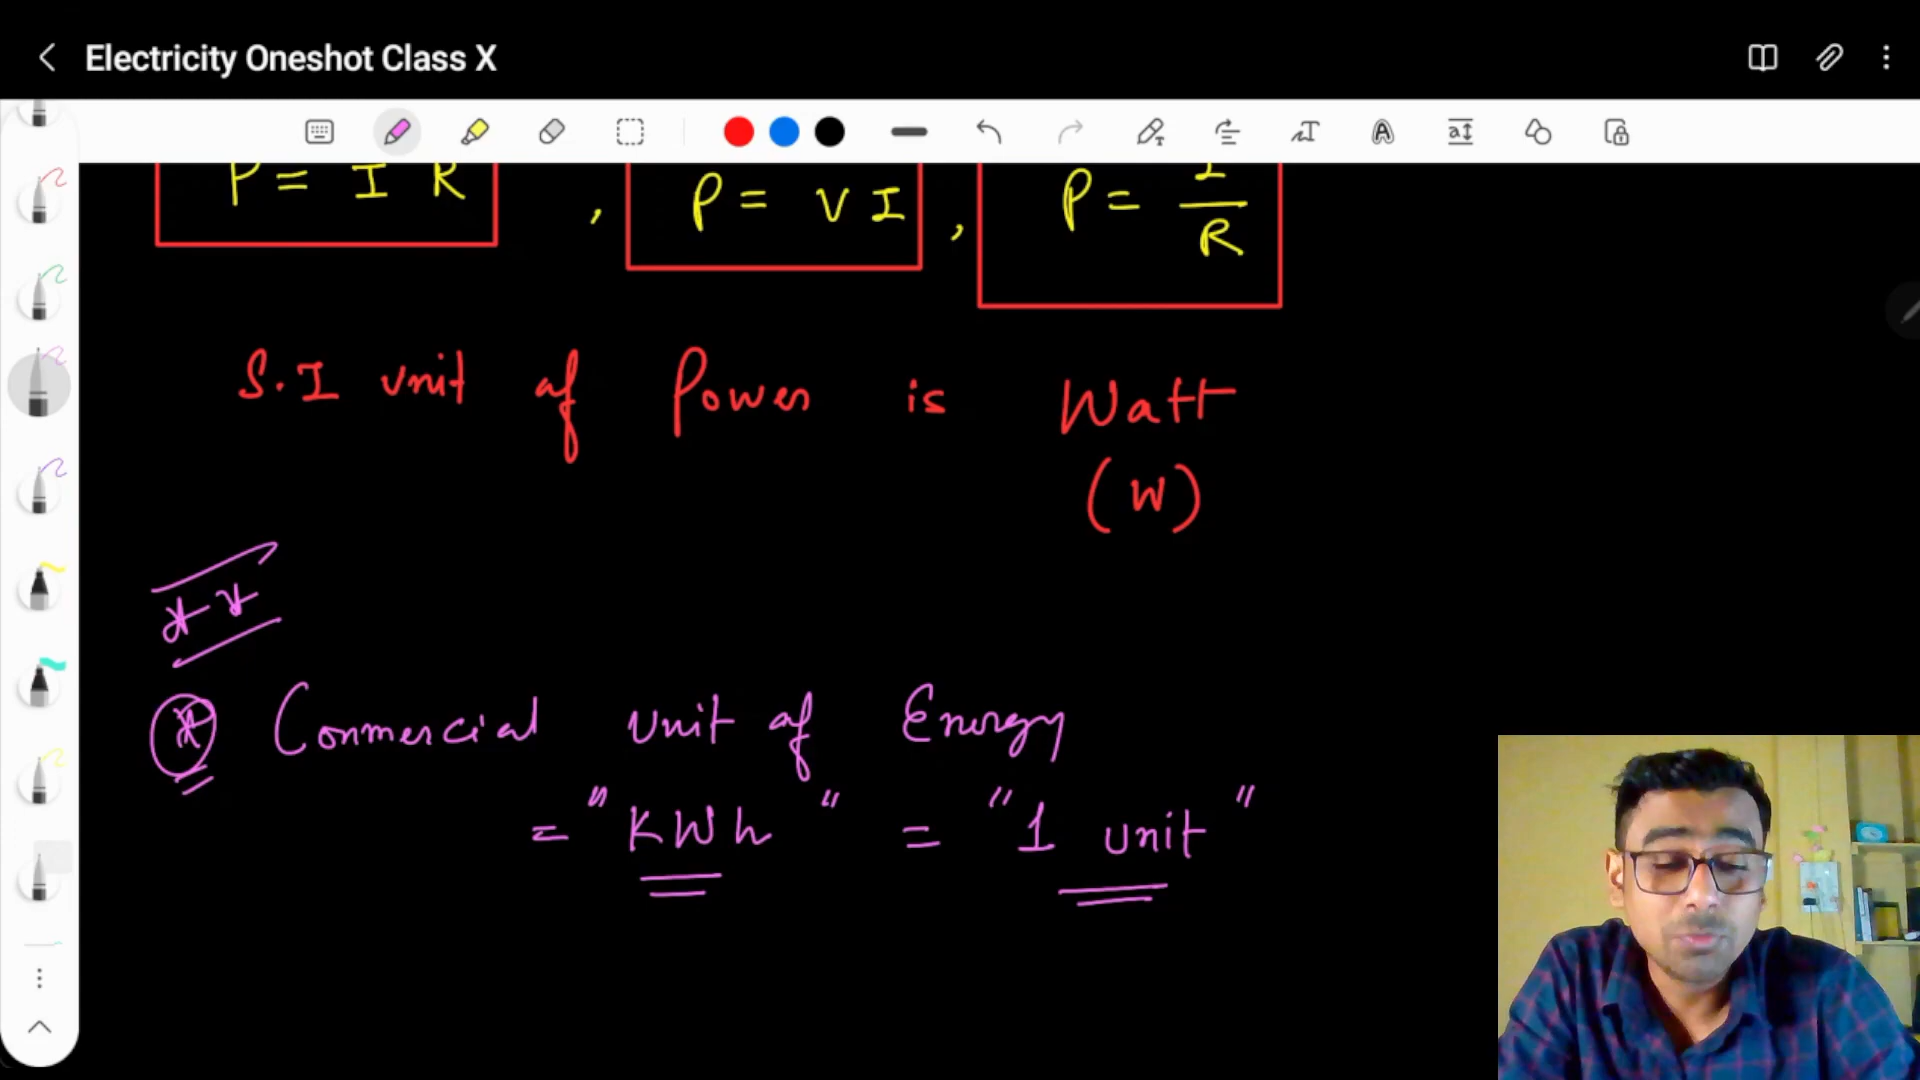 Electricity Oneshot Class X
P = I R , P = V I , P = / R
S.I unit of Power is Watt
(W)
**
* Commercial unit of Energy
= "KWh" = "1 unit"